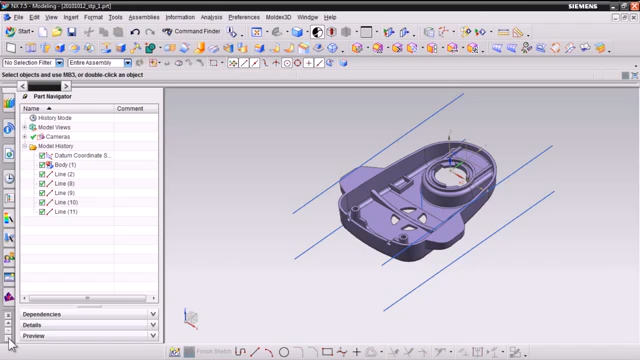 NX 7.5 - Modeling - [20101012_stp_1.prt]
SIEMENS
File Edit View Insert Format Tools Assemblies Information Analysis Preferences Moldex3D Window Help
Start Command Finder
No Selection Filter Entire Assembly
Select objects and use MB3, or double-click an object
Part Navigator
Name Comment
History Mode
Model Views
Cameras
Model History
Datum Coordinate S...
Body (1)
Line (2)
Line (8)
Line (9)
Line (10)
Line (11)
Dependencies
Details
Preview
Finish Sketch